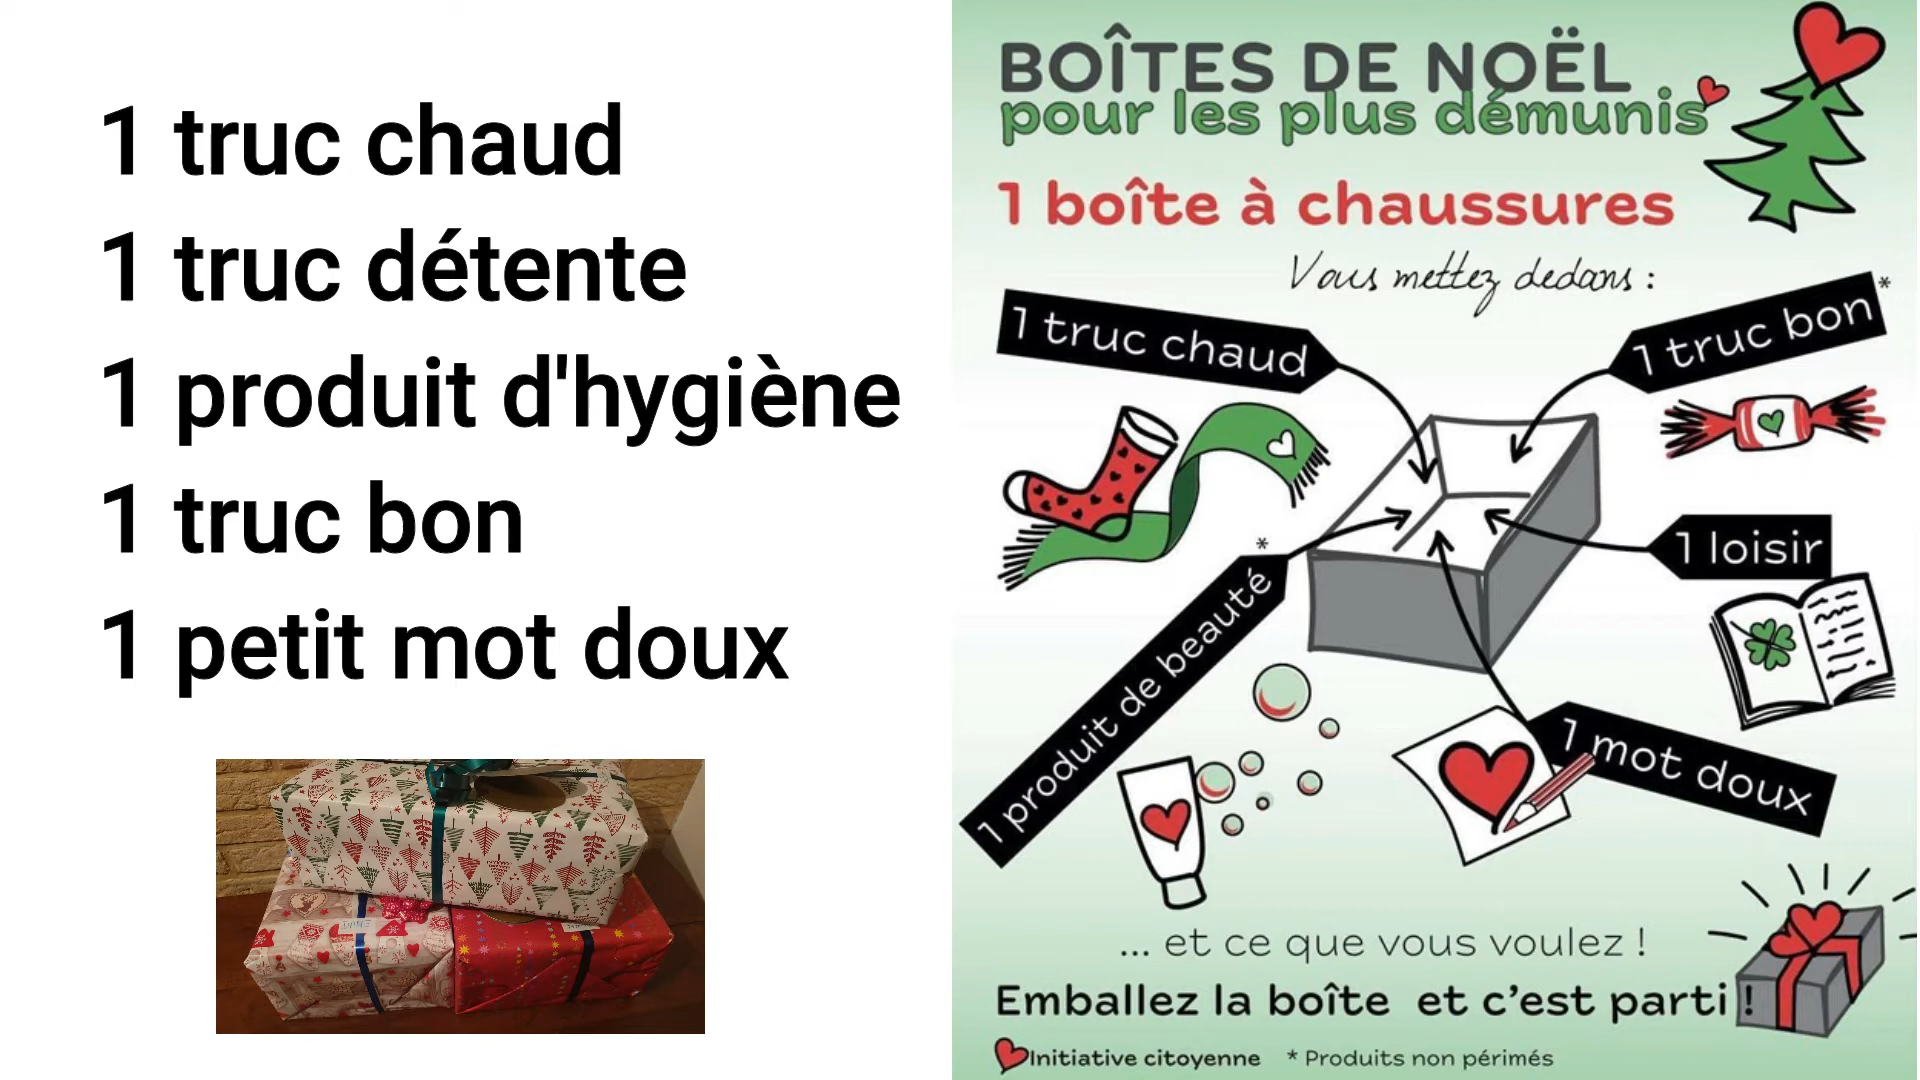 1 truc chaud
1 truc détente
1 produit d'hygiène
1 truc bon
1 petit mot doux
BOÎTES DE NOËL
pour les plus démunis
1 boîte à chaussures
Vous mettez dedans :
1 truc chaud
1 truc bon*
1 loisir
1 produit de beauté*
1 mot doux
... et ce que vous voulez !
Emballez la boîte et c'est parti !
Initiative citoyenne * Produits non périmés